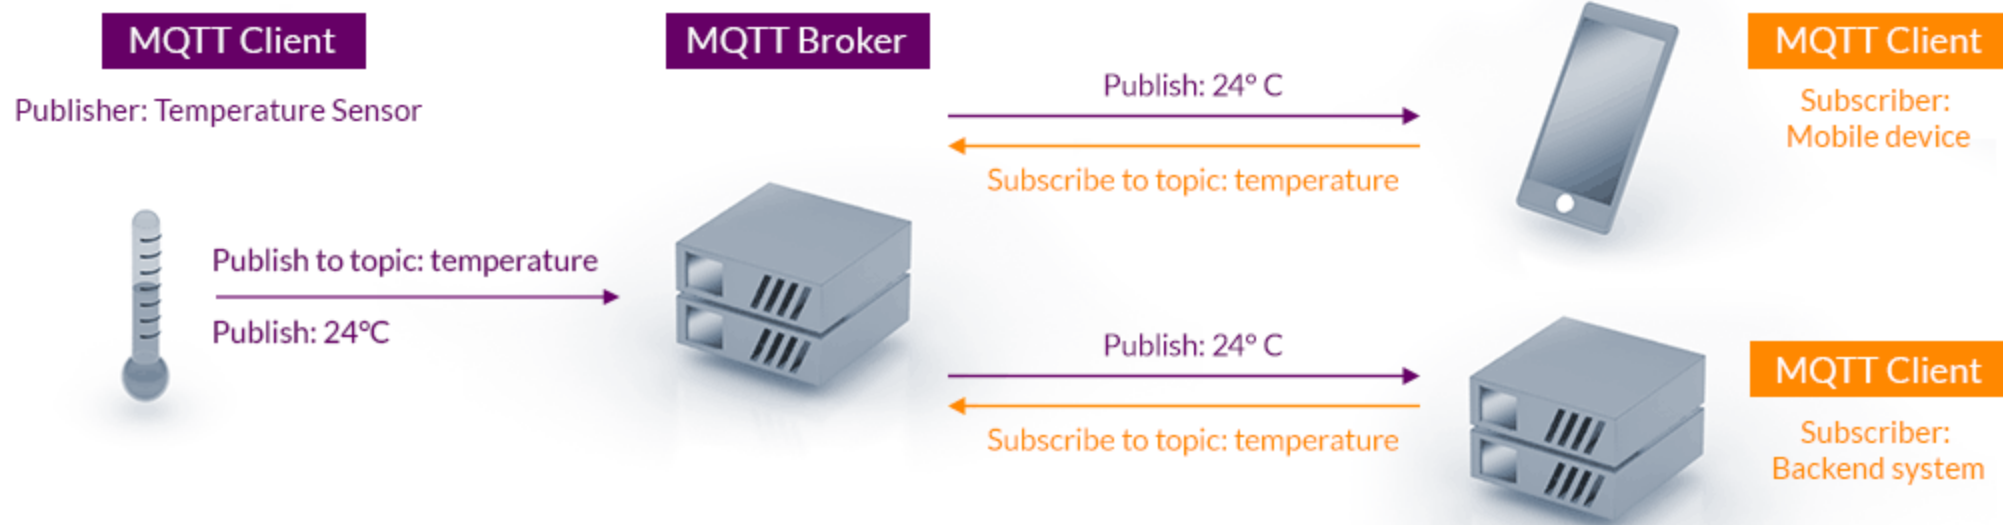 MQTT Client
Publisher: Temperature Sensor
Publish to topic: temperature
Publish: 24°C
MQTT Broker
Publish: 24° C
Subscribe to topic: temperature
MQTT Client
Subscriber:
Mobile device
Publish: 24° C
Subscribe to topic: temperature
MQTT Client
Subscriber:
Backend system